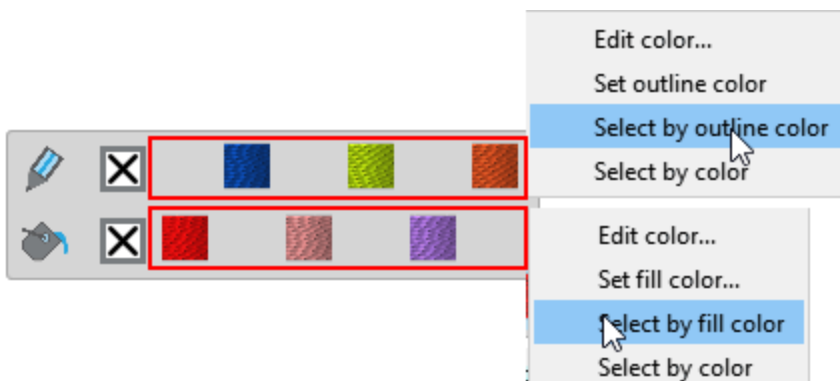 Edit color...
Set outline color
Select by outline color
Select by color
Edit color...
Set fill color...
Select by fill color
Select by color